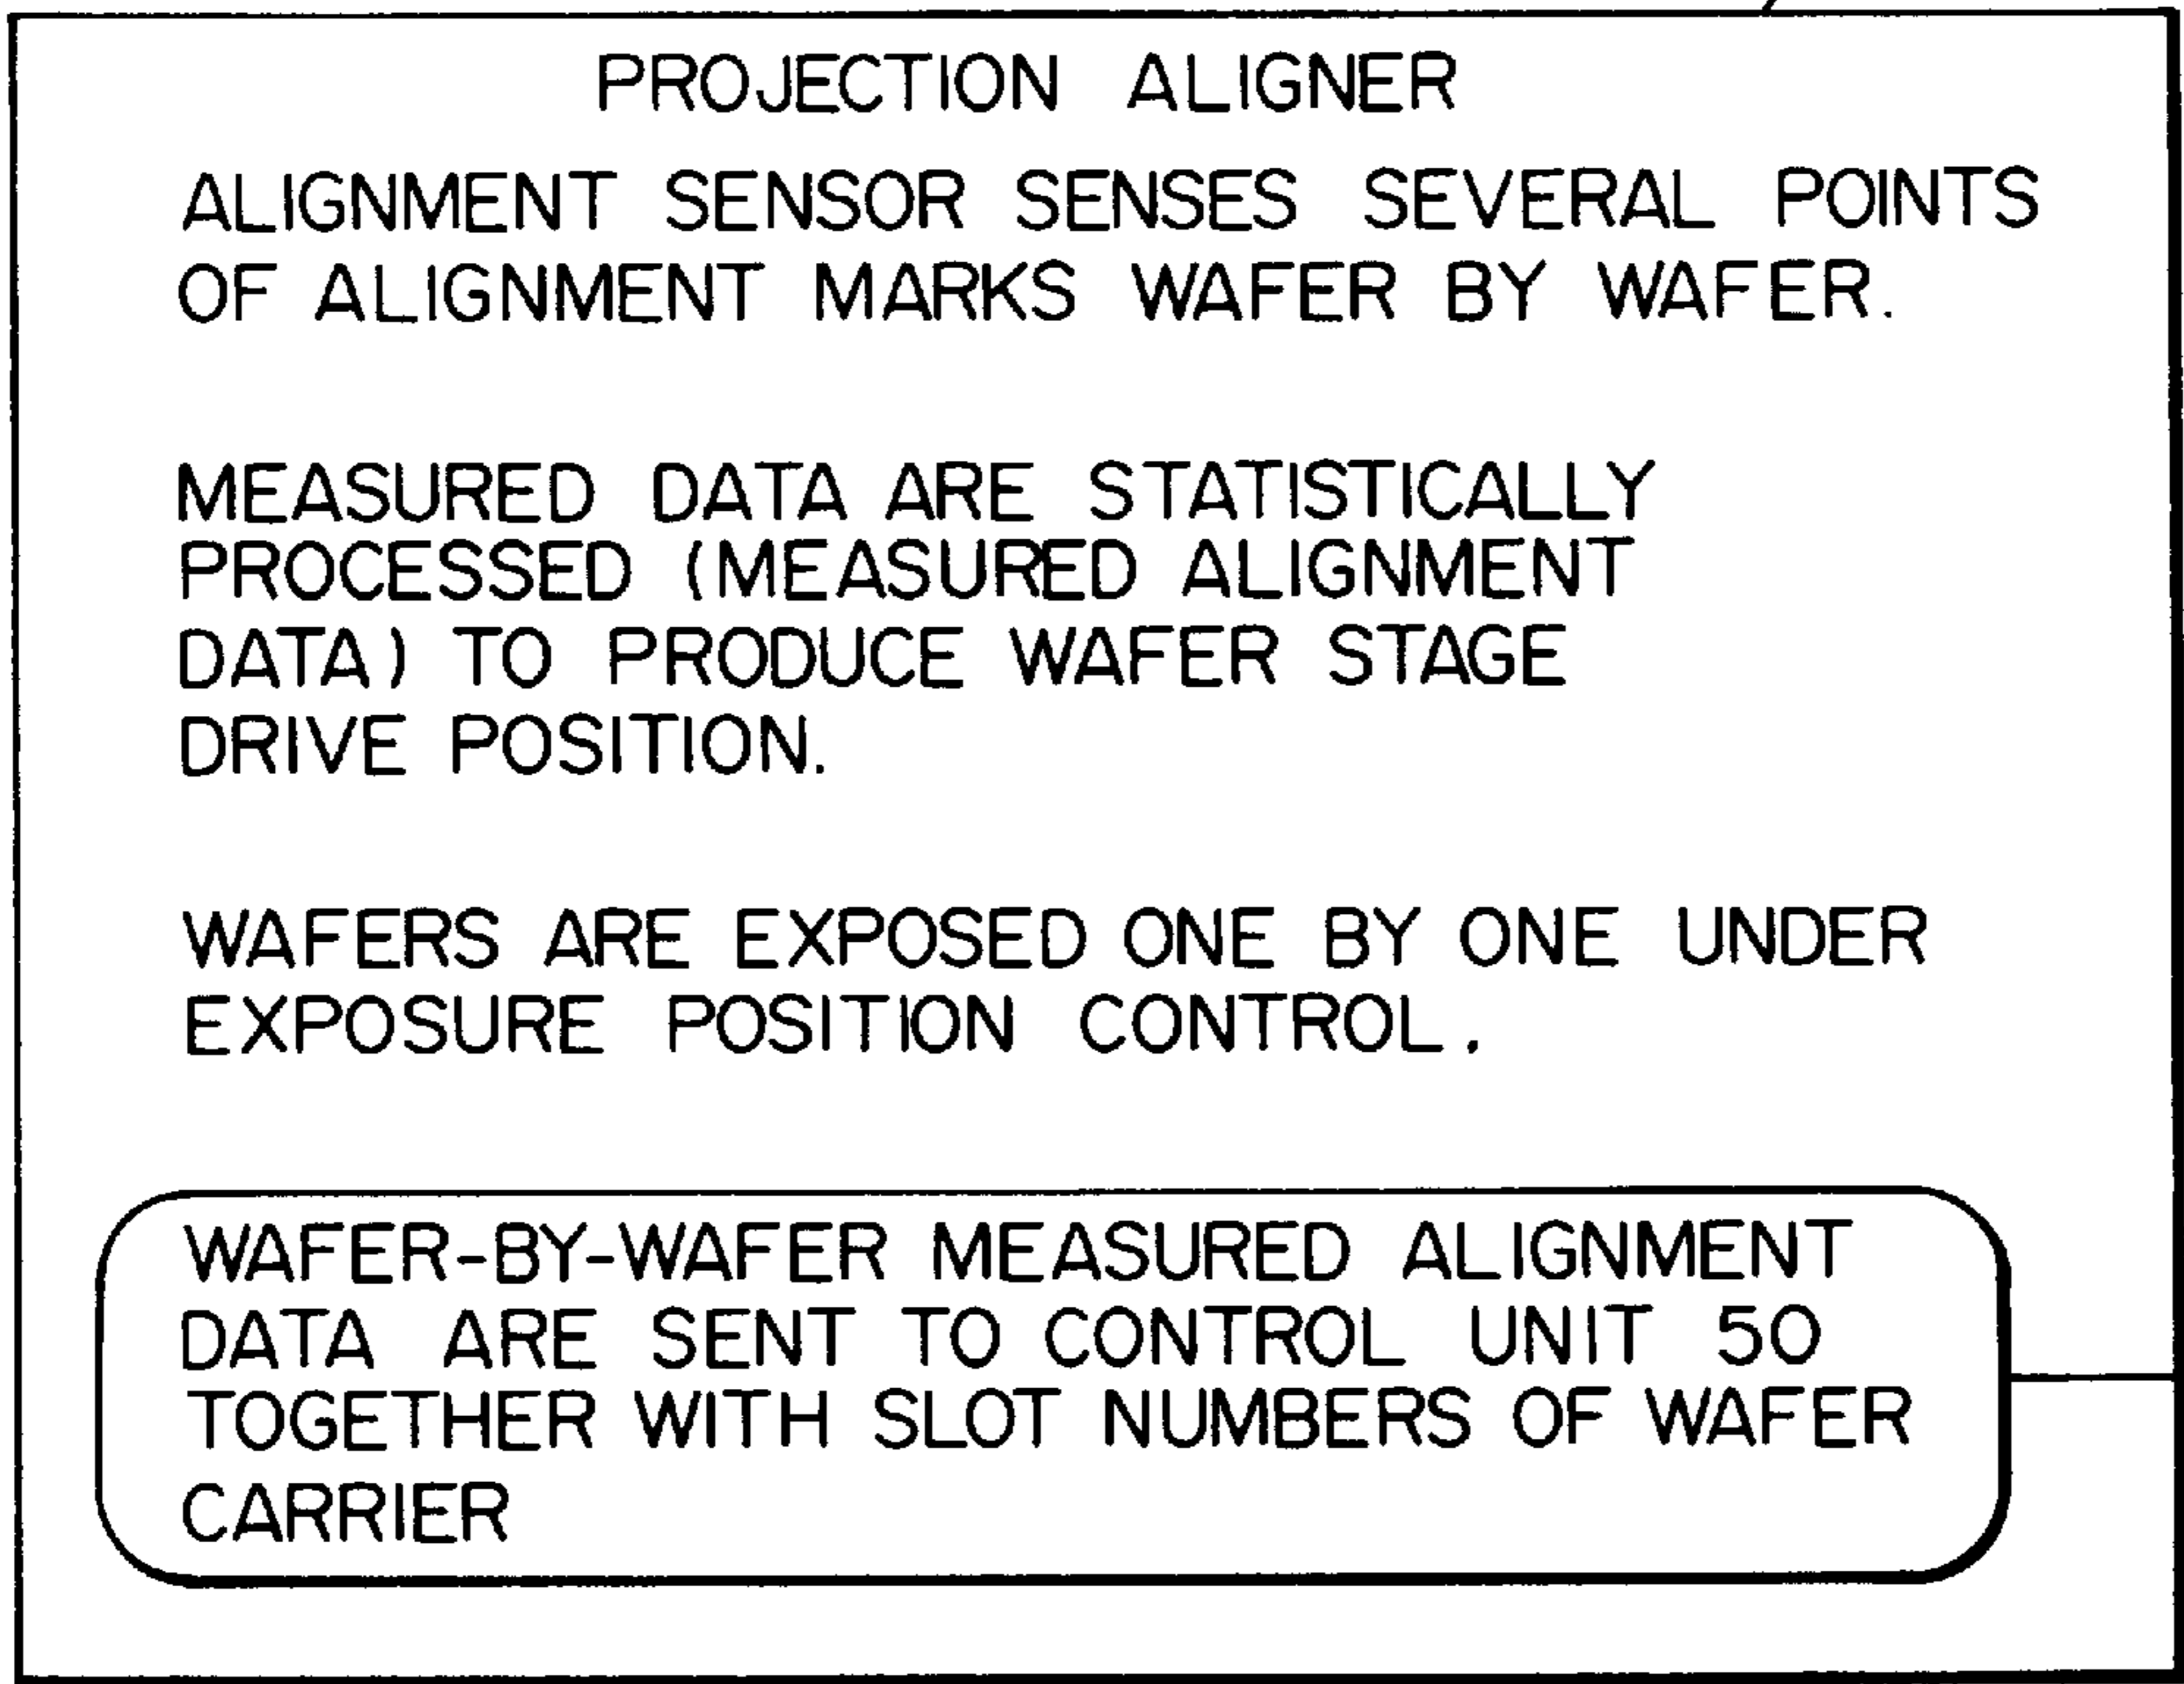 PROJECTION ALIGNER
ALIGNMENT SENSOR SENSES SEVERAL POINTS
OF ALIGNMENT MARKS WAFER BY WAFER.
MEASURED DATA ARE STATISTICALLY
PROCESSED (MEASURED ALIGNMENT
DATA) TO PRODUCE WAFER STAGE
DRIVE POSITION.
WAFERS ARE EXPOSED ONE BY ONE UNDER
EXPOSURE POSITION CONTROL.
WAFER-BY-WAFER MEASURED ALIGNMENT
DATA ARE SENT TO CONTROL UNIT 50
TOGETHER WITH SLOT NUMBERS OF WAFER
CARRIER